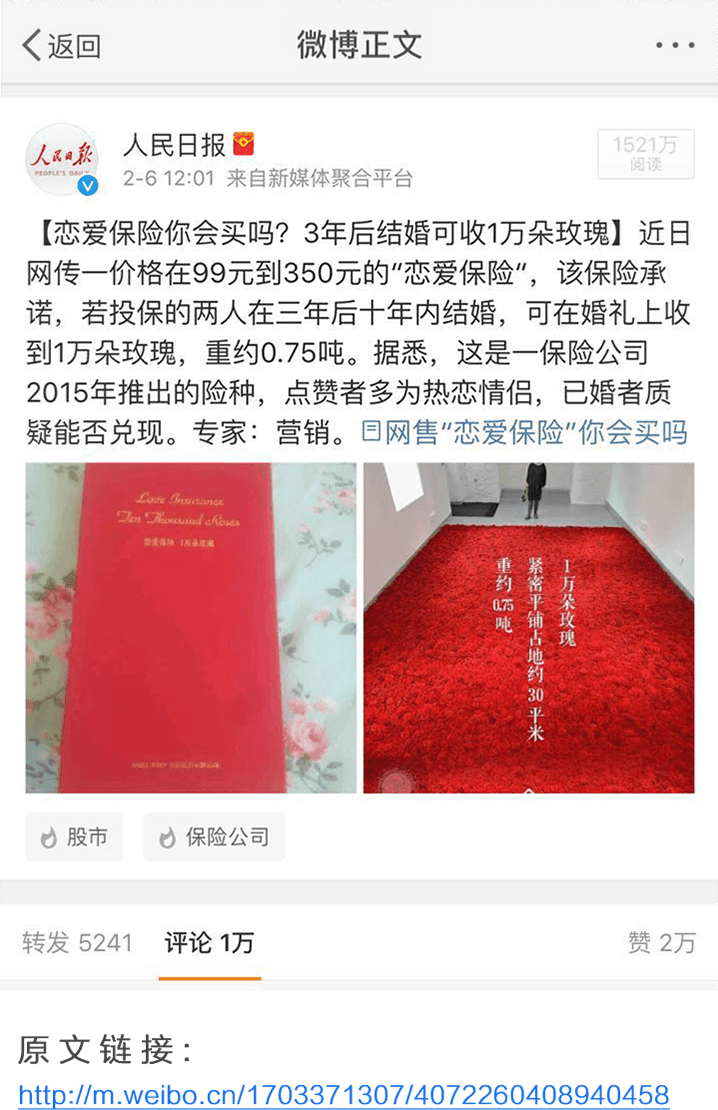 返回
微博正文
人民日报
PEOPLE'S DAILY
人民日报
1521万
阅读
2-6 12:01 来自新媒体聚合平台
【恋爱保险你会买吗？3年后结婚可收1万朵玫瑰】近日
网传一价格在99元到350元的“恋爱保险“，该保险承
诺，若投保的两人在三年后十年内结婚，可在婚礼上收
到1万朵玫瑰，重约0.75吨。据悉，这是一保险公司
2015年推出的险种，点赞者多为热恋情侣，已婚者质
疑能否兑现。专家：营销。网售“恋爱保险”你会买吗
Love Insurance
Ten Thousand Roses
恋爱保险·1万朵玫瑰
1万朵玫瑰
紧密平铺占地约30平米
重约0.75吨
股市
保险公司
转发 5241
评论 1万
赞 2万
原文链接：
http://m.weibo.cn/1703371307/4072260408940458